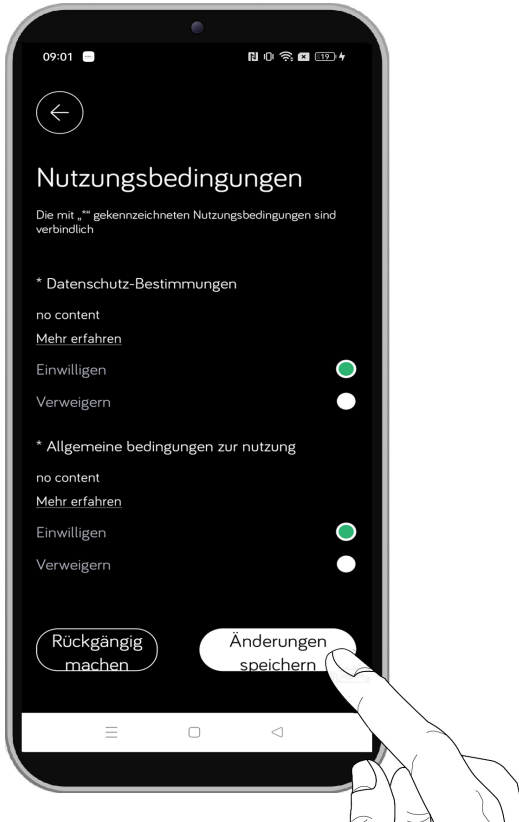 09:01
19
Nutzungsbedingungen
Die mit „*“ gekennzeichneten Nutzungsbedingungen sind
verbindlich
* Datenschutz-Bestimmungen
no content
Mehr erfahren
Einwilligen
Verweigern
* Allgemeine bedingungen zur nutzung
no content
Mehr erfahren
Einwilligen
Verweigern
Rückgängig
machen
Änderungen
speichern